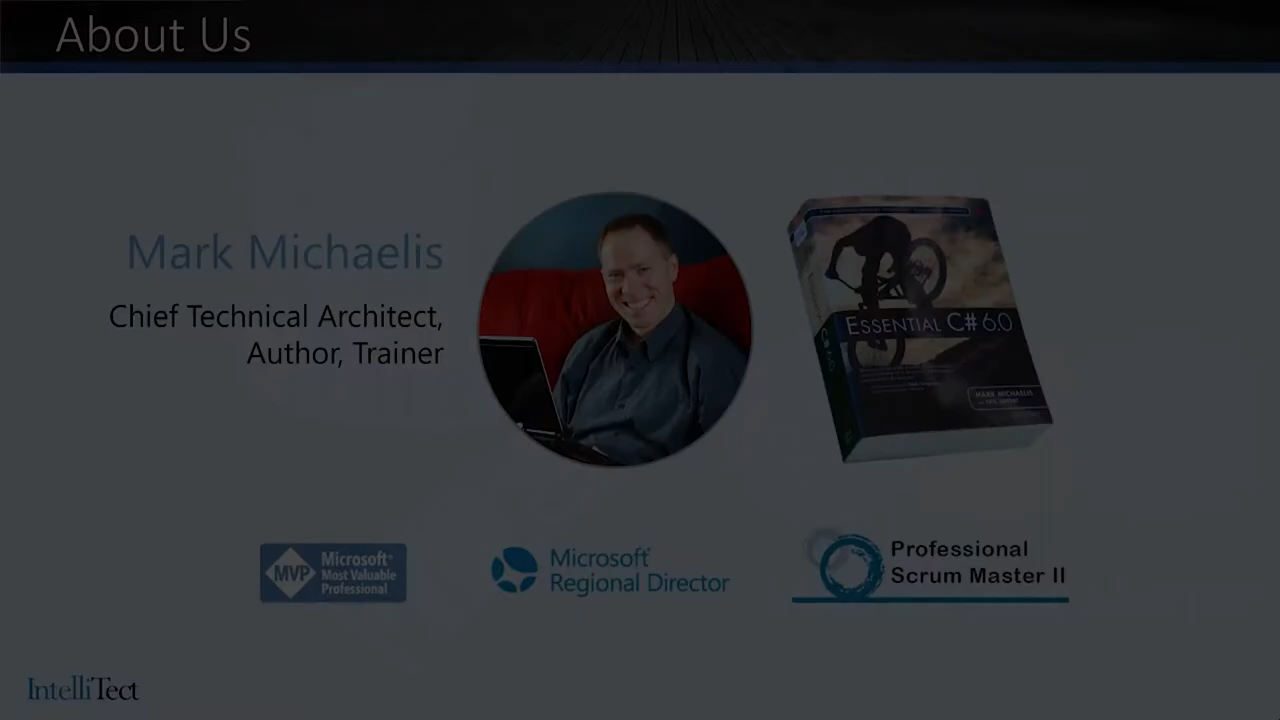 About Us
Mark Michaelis
Chief Technical Architect,
Author, Trainer
ESSENTIAL C# 6.0
MARK MICHAELIS
MVP
Microsoft®
Most Valuable
Professional
Microsoft
Regional Director
Professional
Scrum Master II
IntelliTect